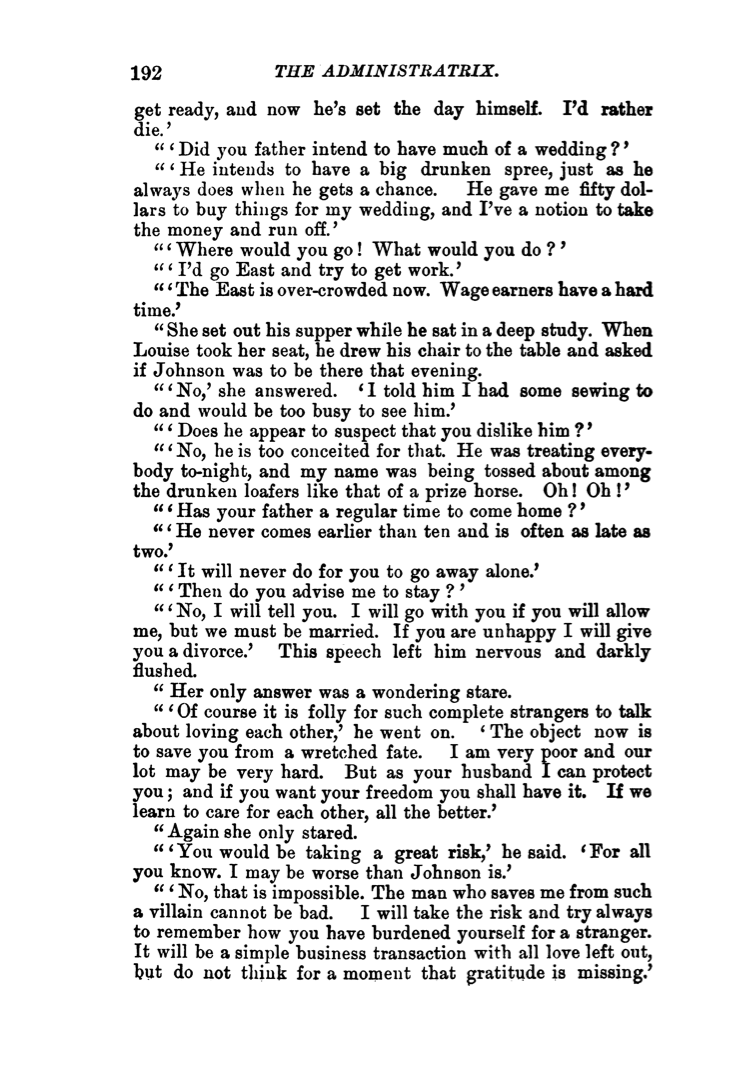 192 THE ADMINISTRATRIX.
get ready, and now he's set the day himself. I'd rather
die.'
"'Did you father intend to have much of a wedding?'
"'He intends to have a big drunken spree, just as he
always does when he gets a chance. He gave me fifty dol-
lars to buy things for my wedding, and I've a notion to take
the money and run off.'
"'Where would you go! What would you do?'
"'I'd go East and try to get work.'
"'The East is over-crowded now. Wage earners have a hard
time.'
"She set out his supper while he sat in a deep study. When
Louise took her seat, he drew his chair to the table and asked
if Johnson was to be there that evening.
"'No,' she answered. 'I told him I had some sewing to
do and would be too busy to see him.'
"'Does he appear to suspect that you dislike him?'
"'No, he is too conceited for that. He was treating every-
body to-night, and my name was being tossed about among
the drunken loafers like that of a prize horse. Oh! Oh!'
"'Has your father a regular time to come home?'
"'He never comes earlier than ten and is often as late as
two.'
"'It will never do for you to go away alone.'
"'Then do you advise me to stay?'
"'No, I will tell you. I will go with you if you will allow
me, but we must be married. If you are unhappy I will give
you a divorce.' This speech left him nervous and darkly
flushed.
"Her only answer was a wondering stare.
"'Of course it is folly for such complete strangers to talk
about loving each other,' he went on. 'The object now is
to save you from a wretched fate. I am very poor and our
lot may be very hard. But as your husband I can protect
you; and if you want your freedom you shall have it. If we
learn to care for each other, all the better.'
"Again she only stared.
"'You would be taking a great risk,' he said. 'For all
you know. I may be worse than Johnson is.'
"'No, that is impossible. The man who saves me from such
a villain cannot be bad. I will take the risk and try always
to remember how you have burdened yourself for a stranger.
It will be a simple business transaction with all love left out,
but do not think for a moment that gratitude is missing.'